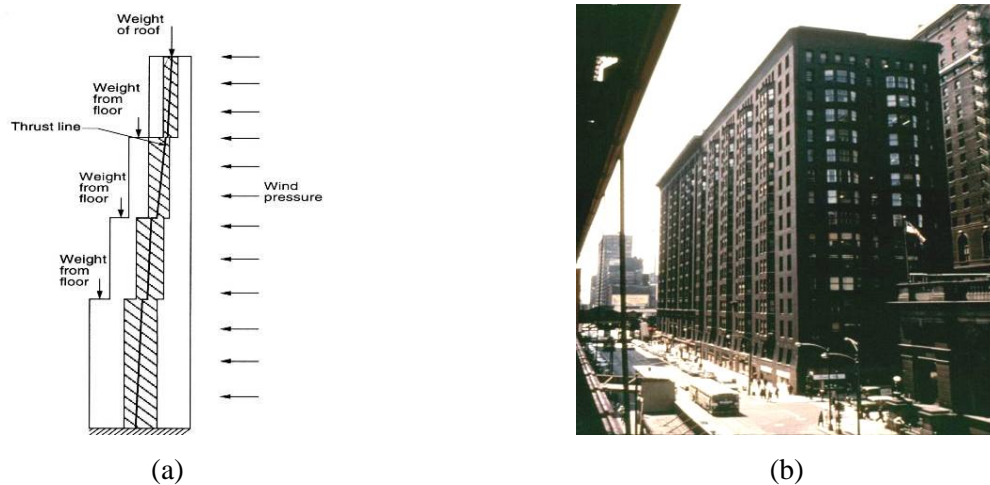 Weight
of roof
Weight
from
floor
Thrust line
Weight
from
floor
Wind
pressure
Weight
from
floor
(a)
(b)